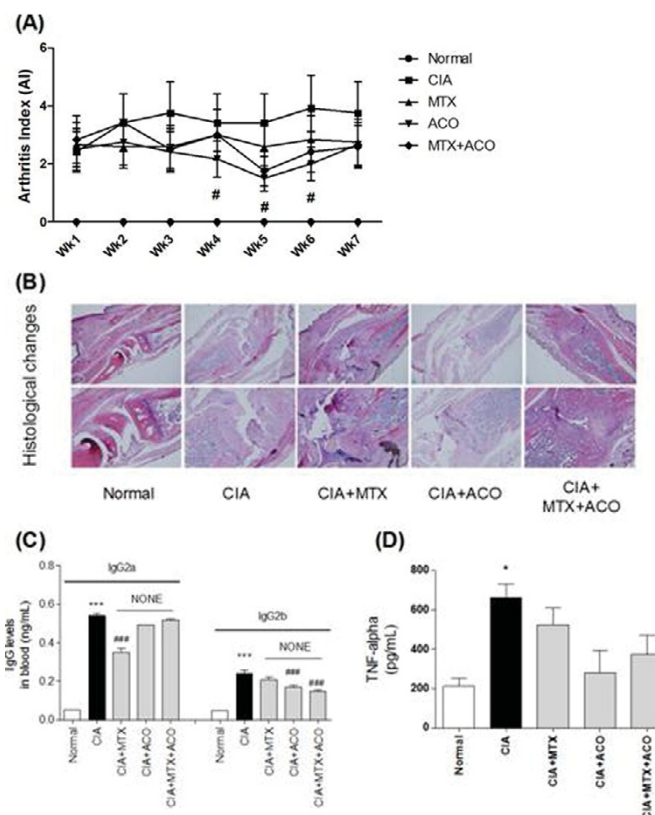 (A)
Arthritis Index (AI)
6
4
2
0
#
#
#
Wk1
Wk2
Wk3
Wk4
Wk5
Wk6
Wk7
Normal
CIA
MTX
ACO
MTX+ACO
(B)
Histological changes
Normal
CIA
CIA+MTX
CIA+ACO
CIA+
MTX+ACO
(C)
IgG2a
NONE
IgG levels
in blood (ng/mL)
0.8
0.6
0.4
0.2
0.0
***
###
Normal
CIA
CIA+MTX
CIA+ACO
CIA+MTX+ACO
IgG2b
NONE
***
###
###
Normal
CIA
CIA+MTX
CIA+ACO
CIA+MTX+ACO
(D)
TNF-alpha
(pg/mL)
800
600
400
200
0
*
Normal
CIA
CIA+MTX
CIA+ACO
CIA+MTX+ACO